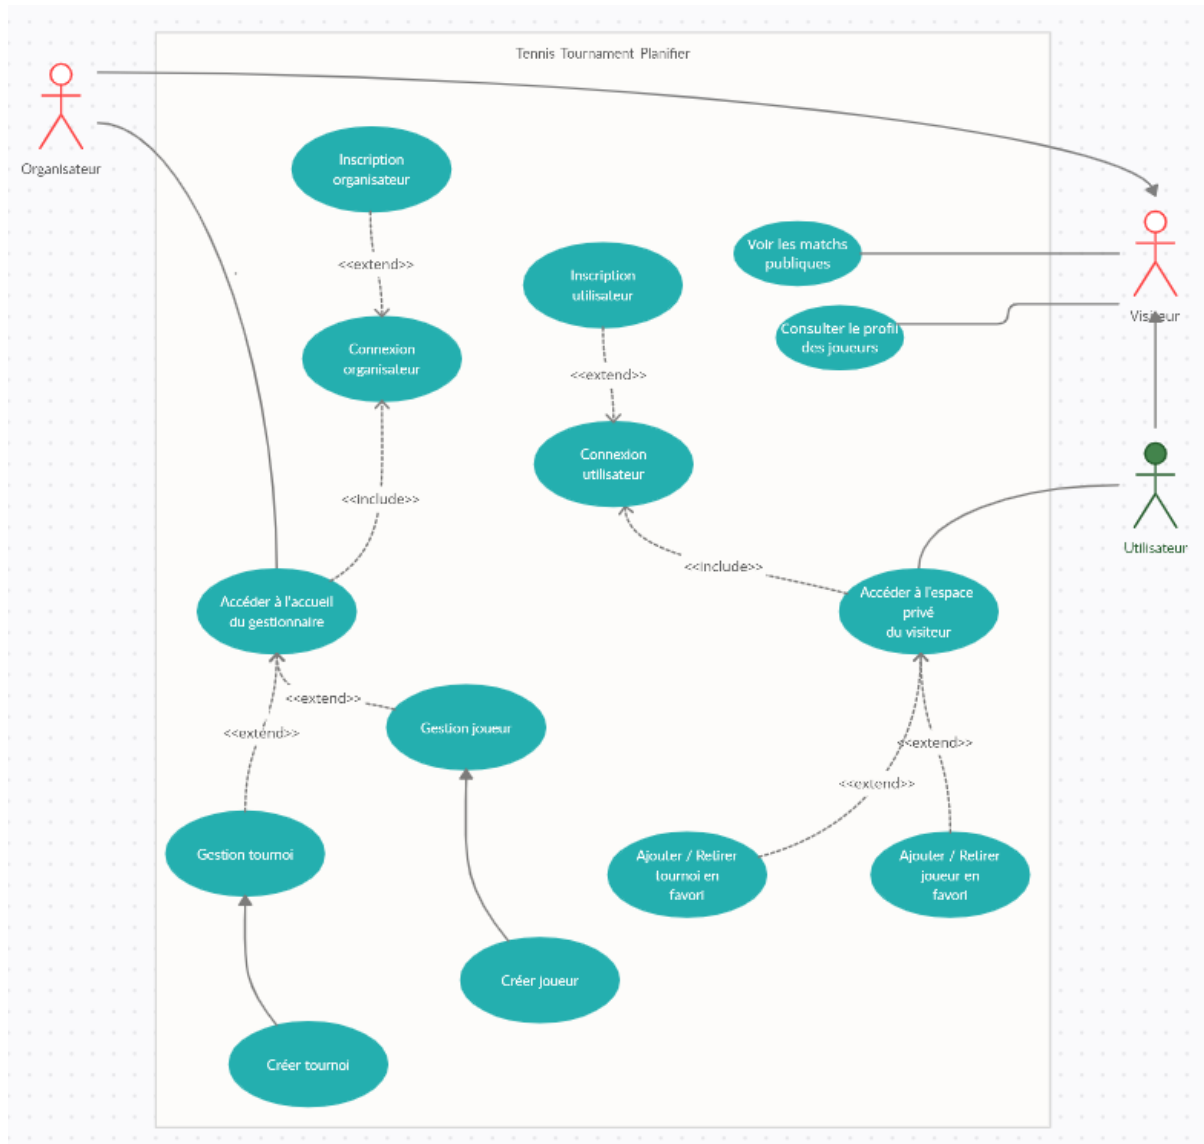 Tennis Tournament Planifier
Organisateur
Inscription
organisateur
<<extend>>
Connexion
organisateur
<<include>>
Inscription
utilisateur
<<extend>>
Connexion
utilisateur
<<include>>
Voir les matchs
publiques
Consulter le profil
des joueurs
Visiteur
Utilisateur
Accéder à l'accueil
du gestionnaire
Accéder à l'espace
privé
du visiteur
<<extend>>
<<extend>>
Gestion joueur
Gestion tournoi
<<extend>>
<<extend>>
Ajouter / Retirer
tournoi en
favori
Ajouter / Retirer
joueur en
favori
Créer joueur
Créer tournoi